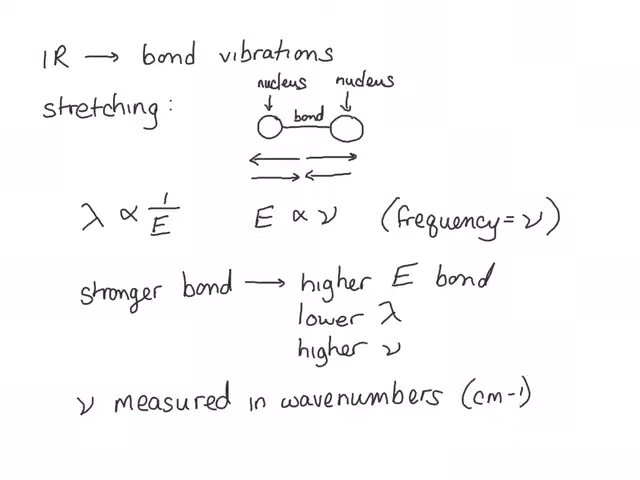 IR → bond vibrations
nucleus nucleus
stretching:
bond
λ ∝ 1/E E ∝ ν (frequency = ν)
stronger bond → higher E bond
lower λ
higher ν
ν measured in wavenumbers (cm-1)